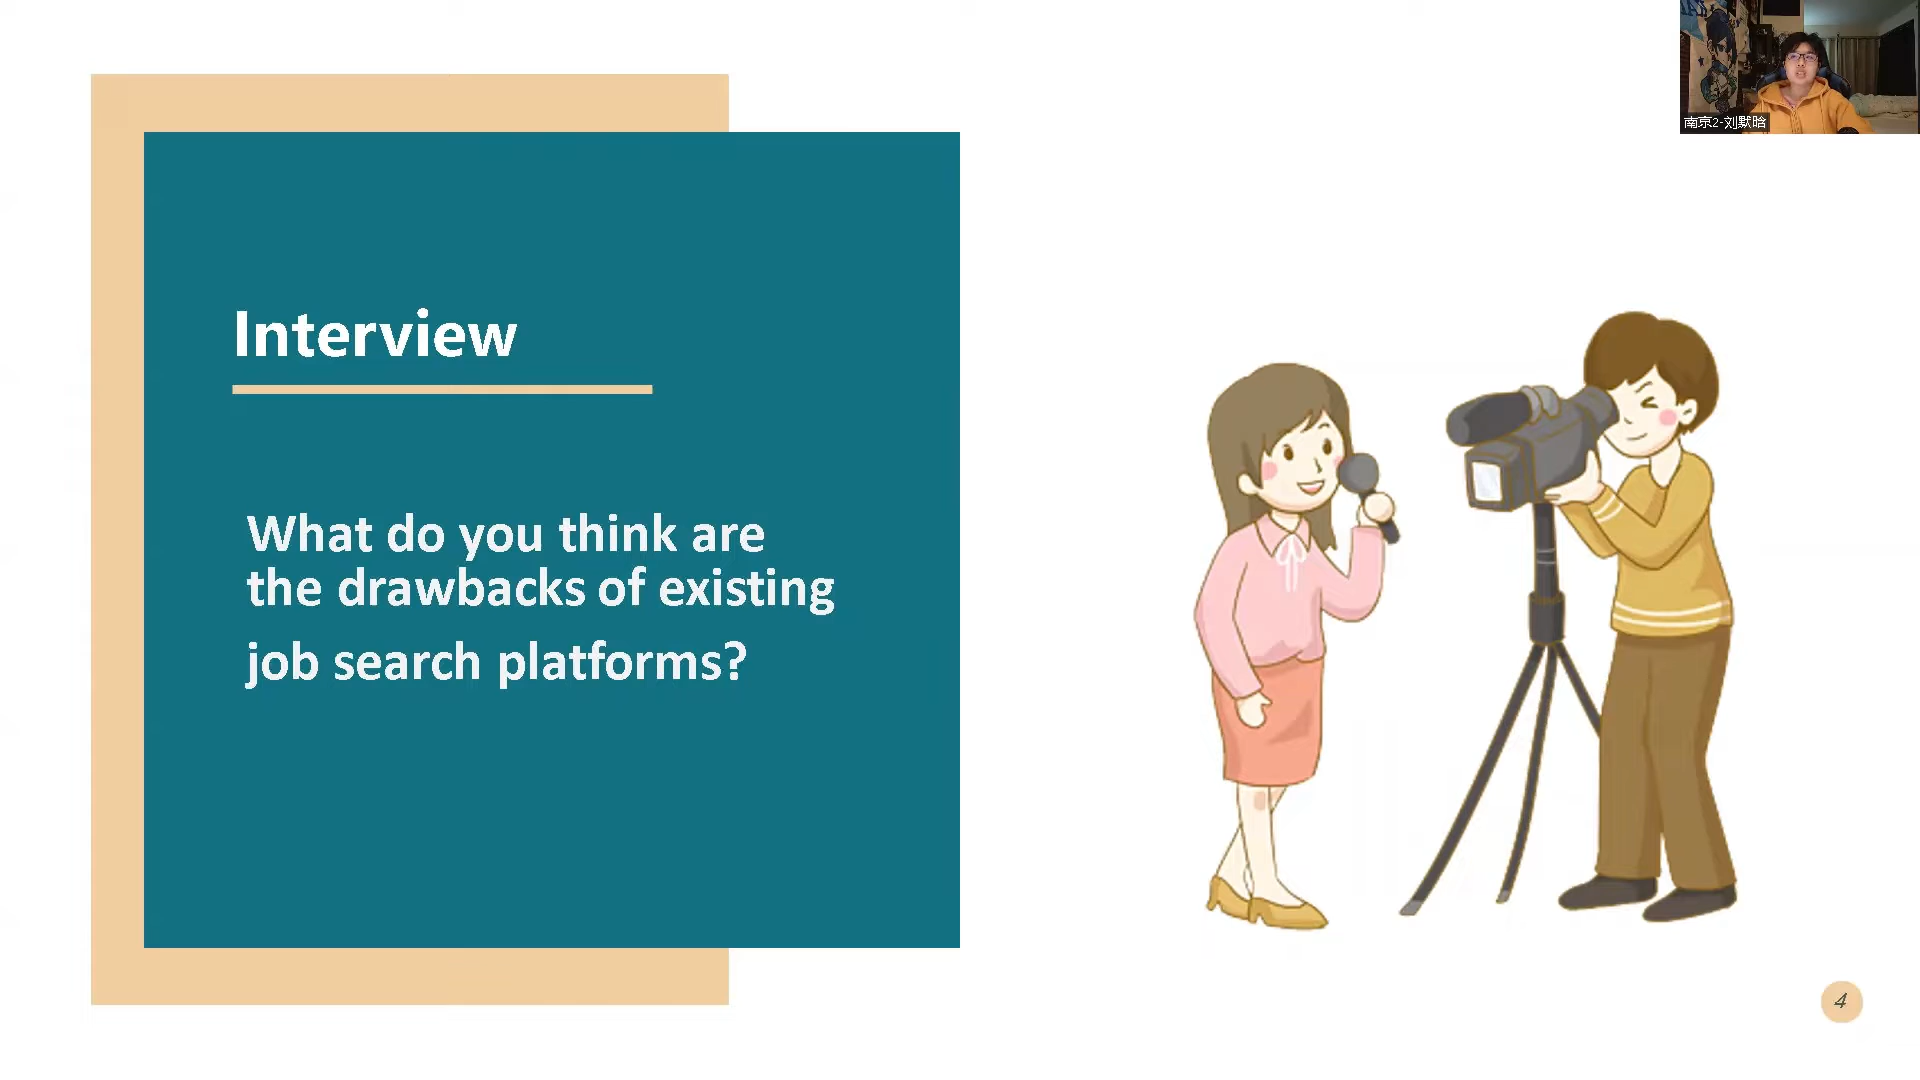 南京2-刘默晗
Interview
What do you think are
the drawbacks of existing
job search platforms?
4